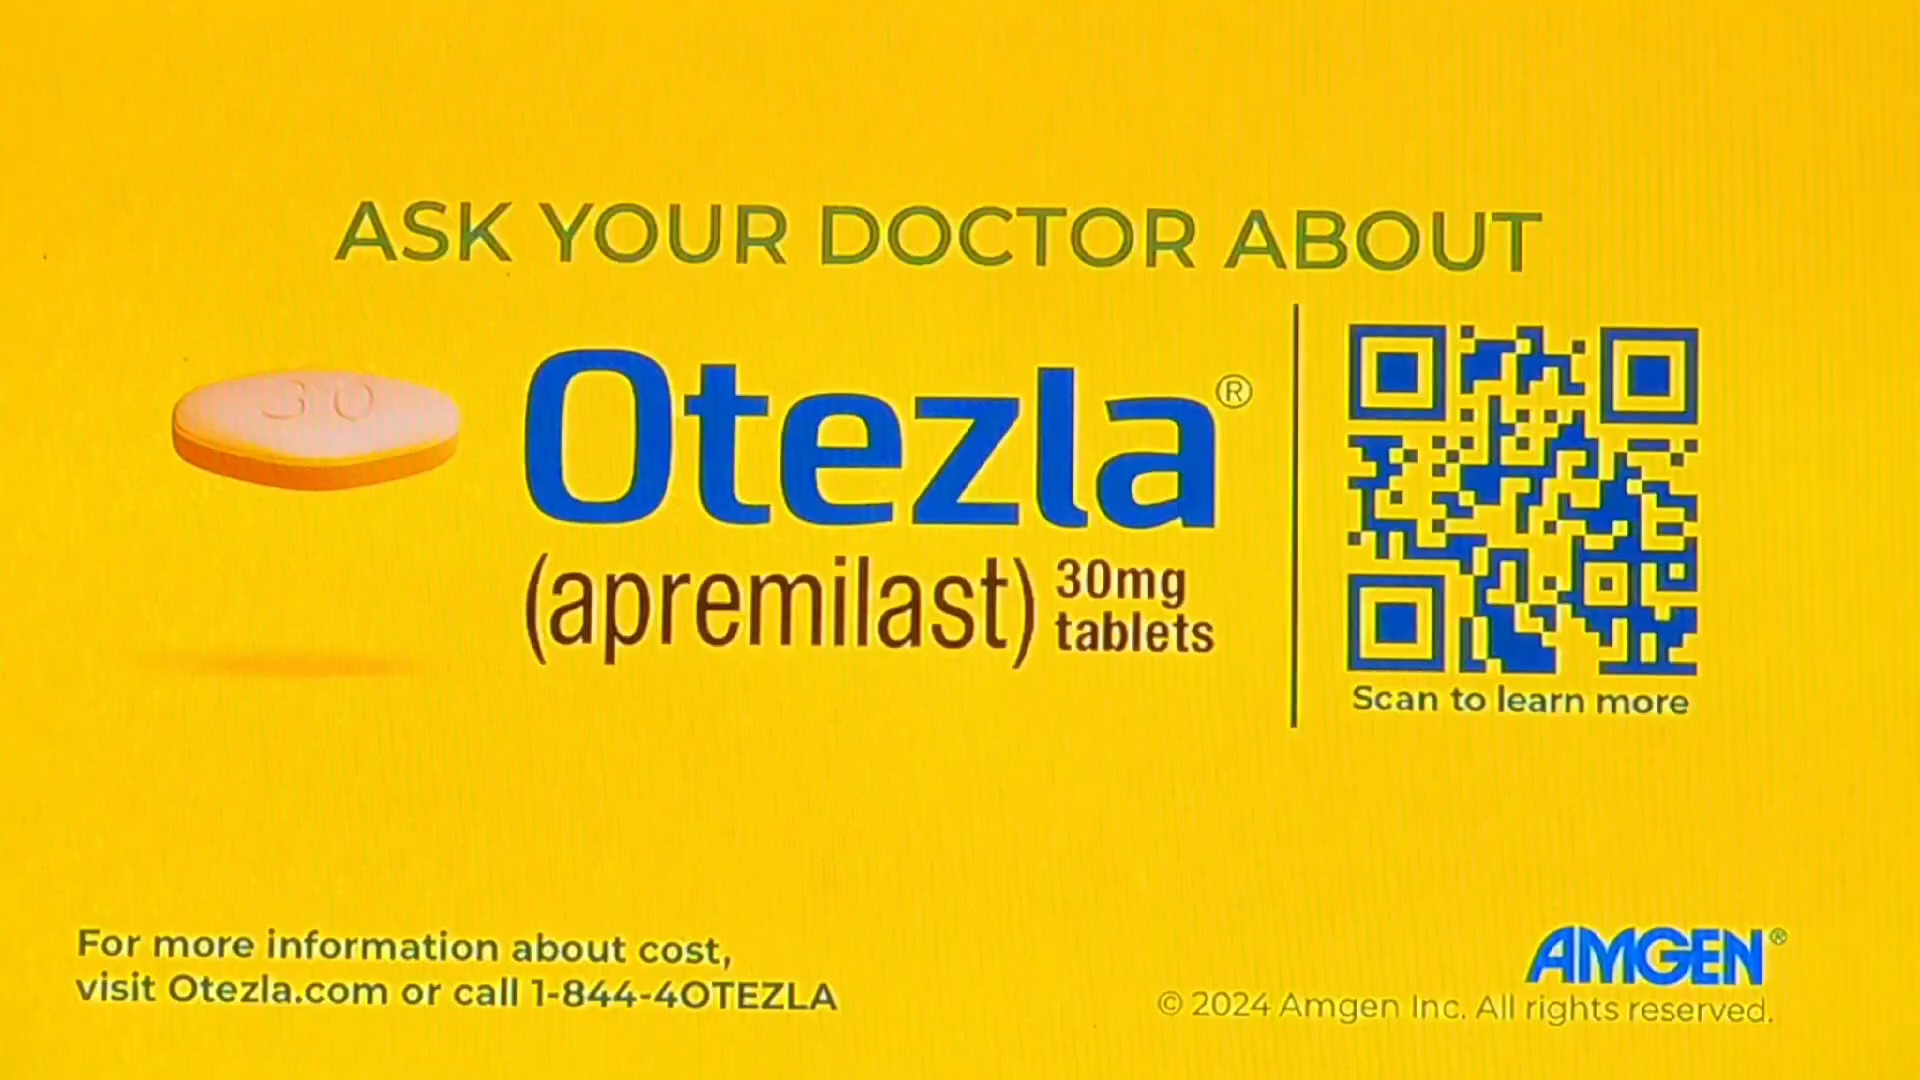 ASK YOUR DOCTOR ABOUT
30
Otezla®
(apremilast) 30mg
tablets
Scan to learn more
For more information about cost,
visit Otezla.com or call 1-844-4OTEZLA
AMGEN®
© 2024 Amgen Inc. All rights reserved.